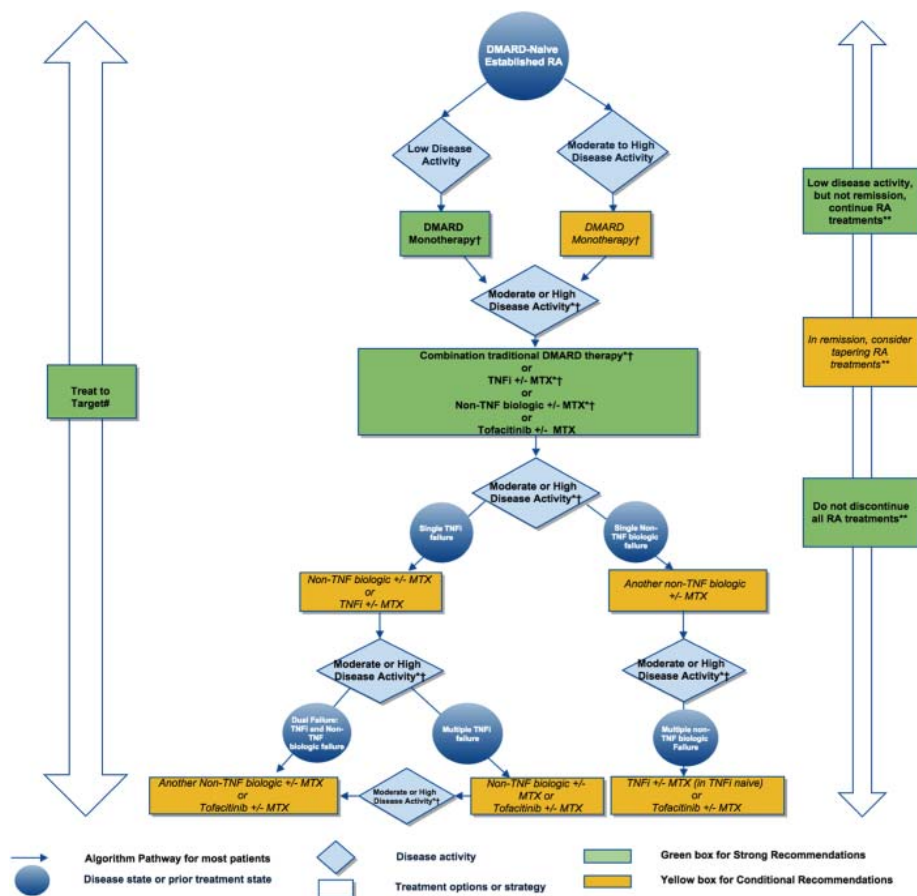 DMARD-Naive
Established RA
Low Disease
Activity
Moderate to High
Disease Activity
DMARD
Monotherapy†
DMARD
Monotherapy†
Moderate or High
Disease Activity*†
Combination traditional DMARD therapy*†
or
TNFi +/- MTX*†
or
Non-TNF biologic +/- MTX*†
or
Tofacitinib +/- MTX
Treat to
Target#
Low disease activity,
but not remission,
continue RA
treatments**
In remission, consider
tapering RA
treatments**
Do not discontinue
all RA treatments**
Moderate or High
Disease Activity*†
Single TNFi
failure
Single Non-
TNF biologic
failure
Non-TNF biologic +/- MTX
or
TNFi +/- MTX
Another non-TNF biologic
+/- MTX
Moderate or High
Disease Activity*†
Moderate or High
Disease Activity*†
Dual Failure:
TNFi and Non-
TNF
biologic failure
Multiple TNFi
failure
Multiple non-
TNF biologic
Failure
Another Non-TNF biologic +/- MTX
or
Tofacitinib +/- MTX
Moderate or High
Disease Activity*†
Non-TNF biologic +/-
MTX or
Tofacitinib +/- MTX
TNFi +/- MTX (in TNFi naive)
or
Tofacitinib +/- MTX
Algorithm Pathway for most patients
Disease state or prior treatment state
Disease activity
Treatment options or strategy
Green box for Strong Recommendations
Yellow box for Conditional Recommendations